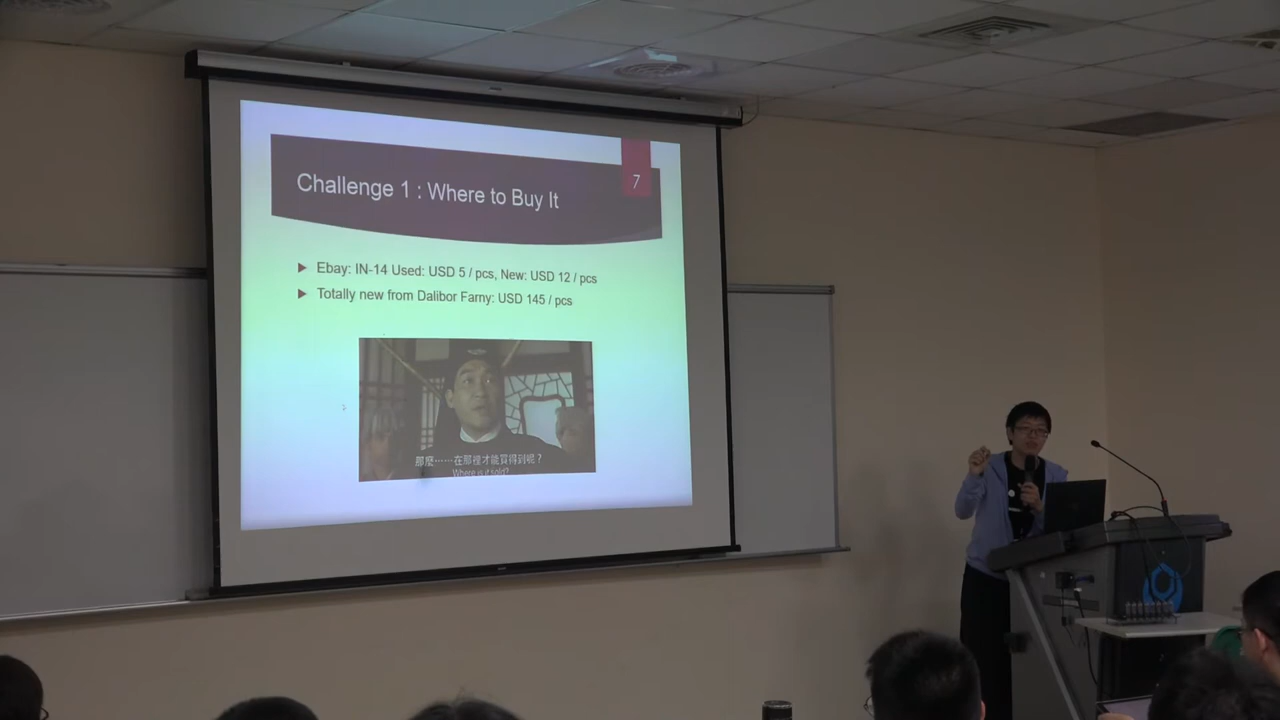 7
Challenge 1 : Where to Buy It
Ebay: IN-14 Used: USD 5 / pcs, New: USD 12 / pcs
Totally new from Dalibor Farny: USD 145 / pcs
那麼⋯⋯在那裡才能買得到呢？
Where is it sold?